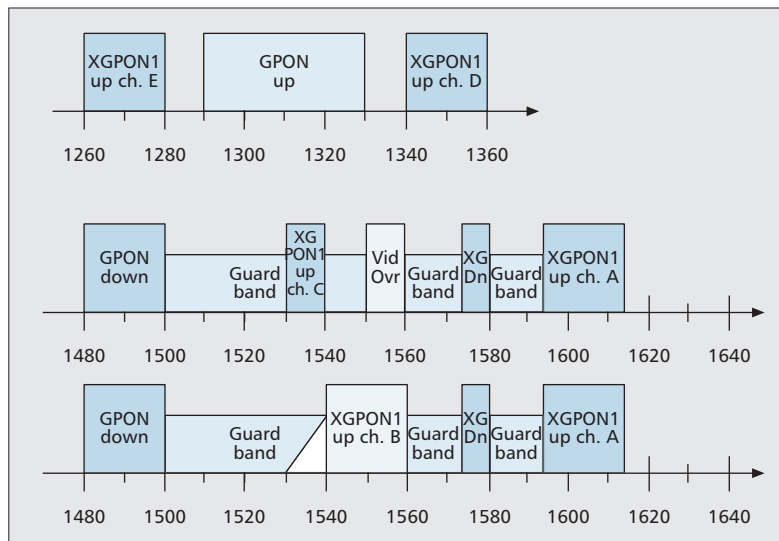 XGPON1
up ch. E
GPON
up
XGPON1
up ch. D
1260 1280 1300 1320 1340 1360
GPON
down
Guard
band
XG
PON1
up
ch. C
Vid
Ovr
Guard
band
XG
Dn
Guard
band
XGPON1
up ch. A
1480 1500 1520 1540 1560 1580 1600 1620 1640
GPON
down
Guard
band
XGPON1
up ch. B
Guard
band
XG
Dn
Guard
band
XGPON1
up ch. A
1480 1500 1520 1540 1560 1580 1600 1620 1640